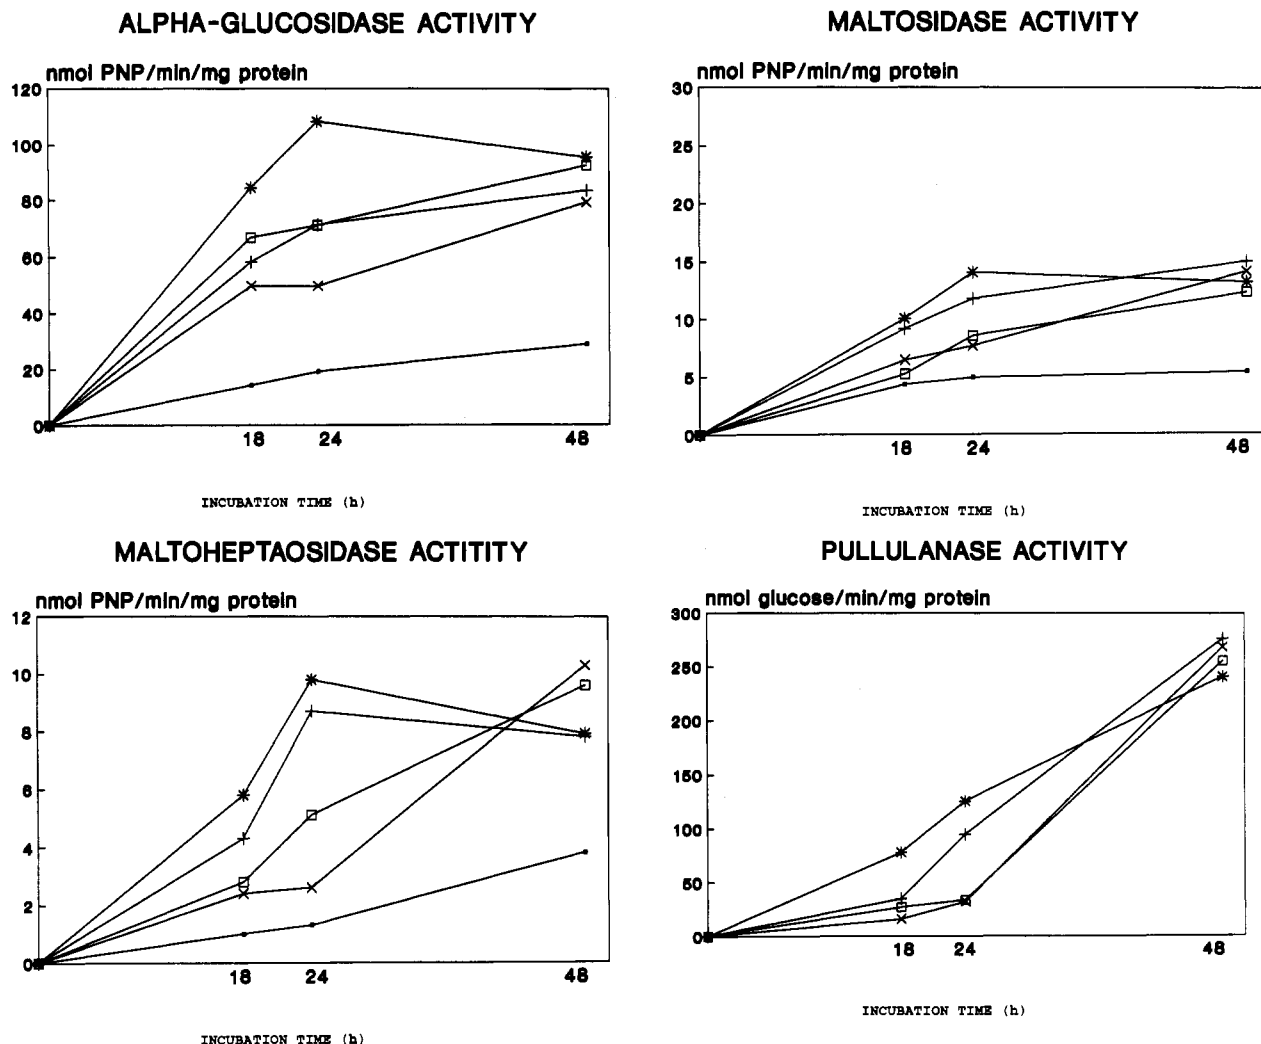 ALPHA-GLUCOSIDASE ACTIVITY
nmol PNP/min/mg protein
120
100
80
60
40
20
0
18 24 48
INCUBATION TIME (h)
MALTOSIDASE ACTIVITY
nmol PNP/min/mg protein
30
25
20
15
10
5
0
18 24 48
INCUBATION TIME (h)
MALTOHEPTAOSIDASE ACTITITY
nmol PNP/min/mg protein
12
10
8
6
4
2
0
18 24 48
INCUBATION TIME (h)
PULLULANASE ACTIVITY
nmol glucose/min/mg protein
300
250
200
150
100
50
0
18 24 48
INCUBATION TIME (h)